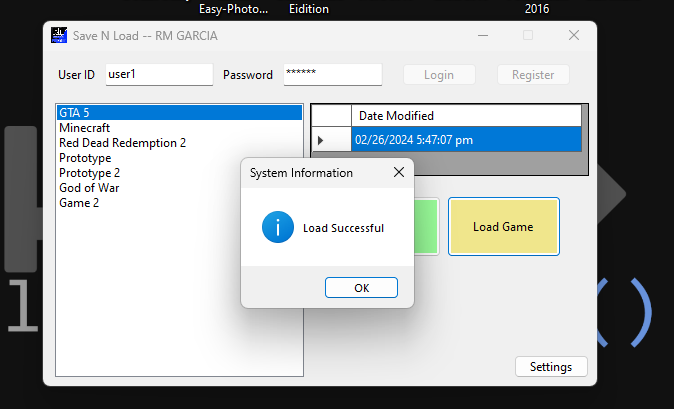 Easy-Photo... Eidition 2016
Save N Load -- RM GARCIA
User ID user1 Password ****** Login Register
GTA 5
Minecraft
Red Dead Redemption 2
Prototype
Prototype 2
God of War
Game 2
Date Modified
02/26/2024 5:47:07 pm
System Information
Load Successful
OK
Load Game
Settings
()